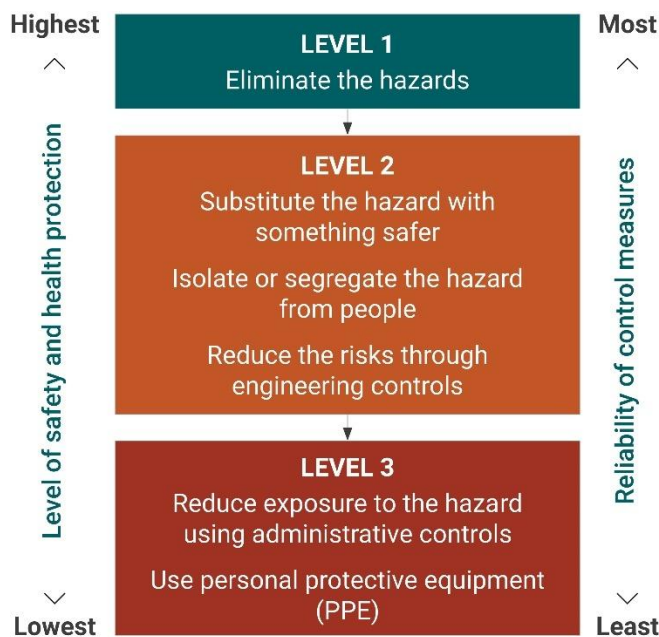 Highest
Most
LEVEL 1
Eliminate the hazards
LEVEL 2
Substitute the hazard with
something safer
Isolate or segregate the hazard
from people
Reduce the risks through
engineering controls
LEVEL 3
Reduce exposure to the hazard
using administrative controls
Use personal protective equipment
(PPE)
Level of safety and health protection
Reliability of control measures
Lowest
Least